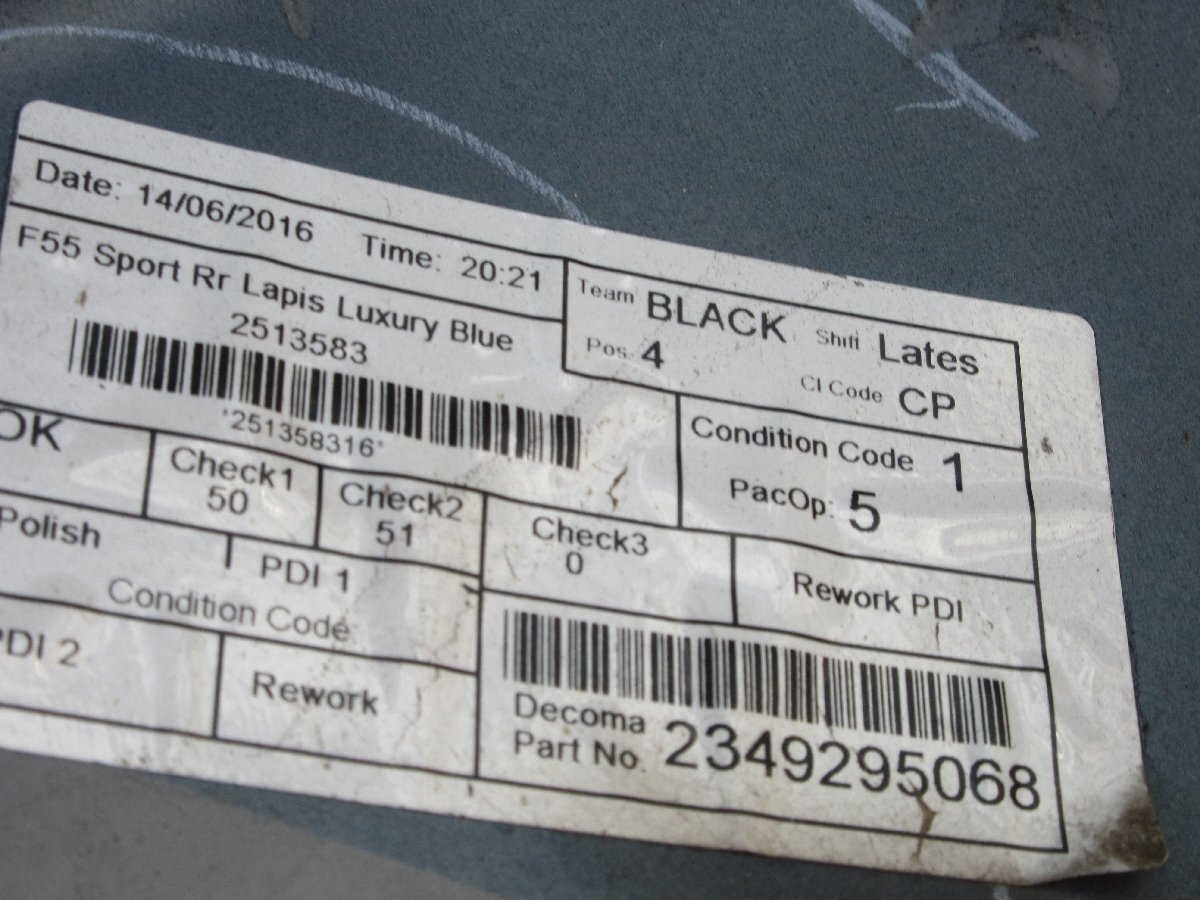 Date: 14/06/2016 Time: 20:21
F55 Sport Rr Lapis Luxury Blue
2513583
*251358316*
Team BLACK Shift Lates
Pos. 4 CI Code CP
Condition Code 1
PacOp: 5
OK
Check1
50
Check2
51
Check3
0
Rework PDI
Polish
PDI 1
Condition Code:
PDI 2
Rework
Decoma
Part No. 2349295068